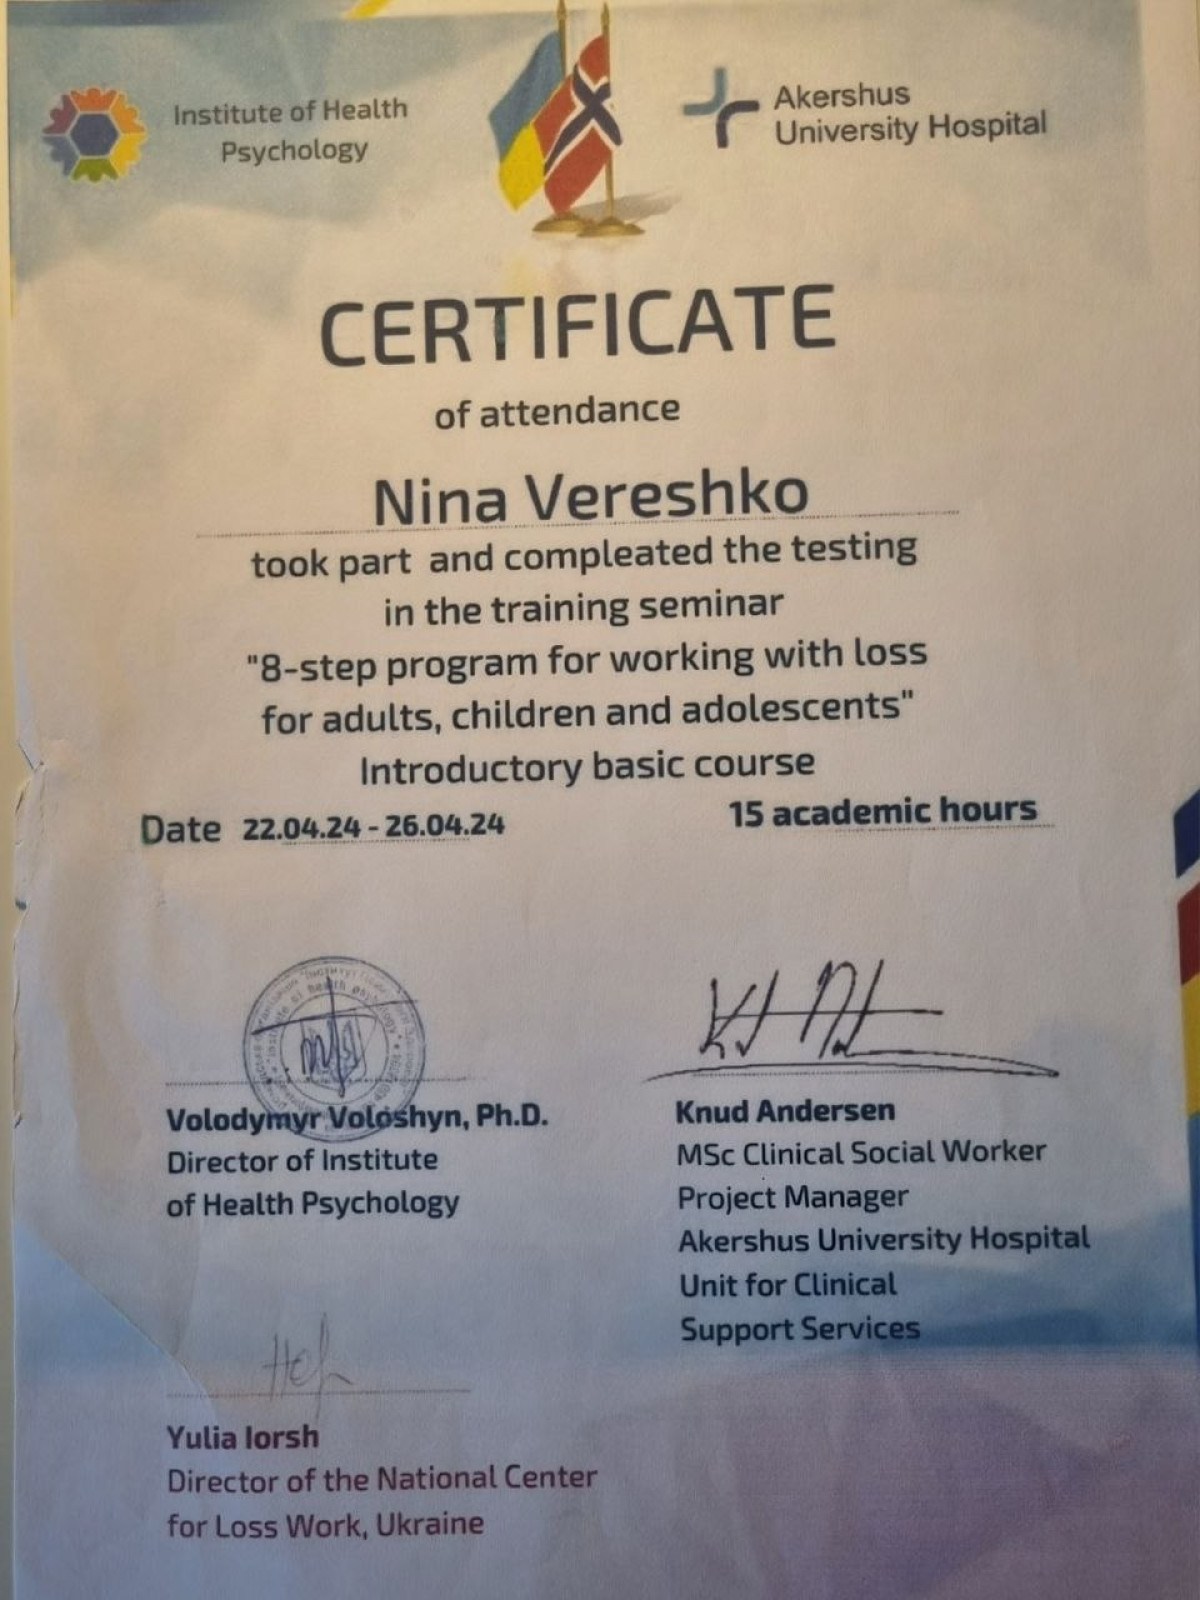 Institute of Health
Psychology
Akershus
University Hospital
CERTIFICATE
of attendance
Nina Vereshko
took part and compleated the testing
in the training seminar
"8-step program for working with loss
for adults, children and adolescents"
Introductory basic course
Date 22.04.24 - 26.04.24
15 academic hours
Volodymyr Voloshyn, Ph.D.
Director of Institute
of Health Psychology
Knud Andersen
MSc Clinical Social Worker
Project Manager
Akershus University Hospital
Unit for Clinical
Support Services
Yulia Iorsh
Director of the National Center
for Loss Work, Ukraine